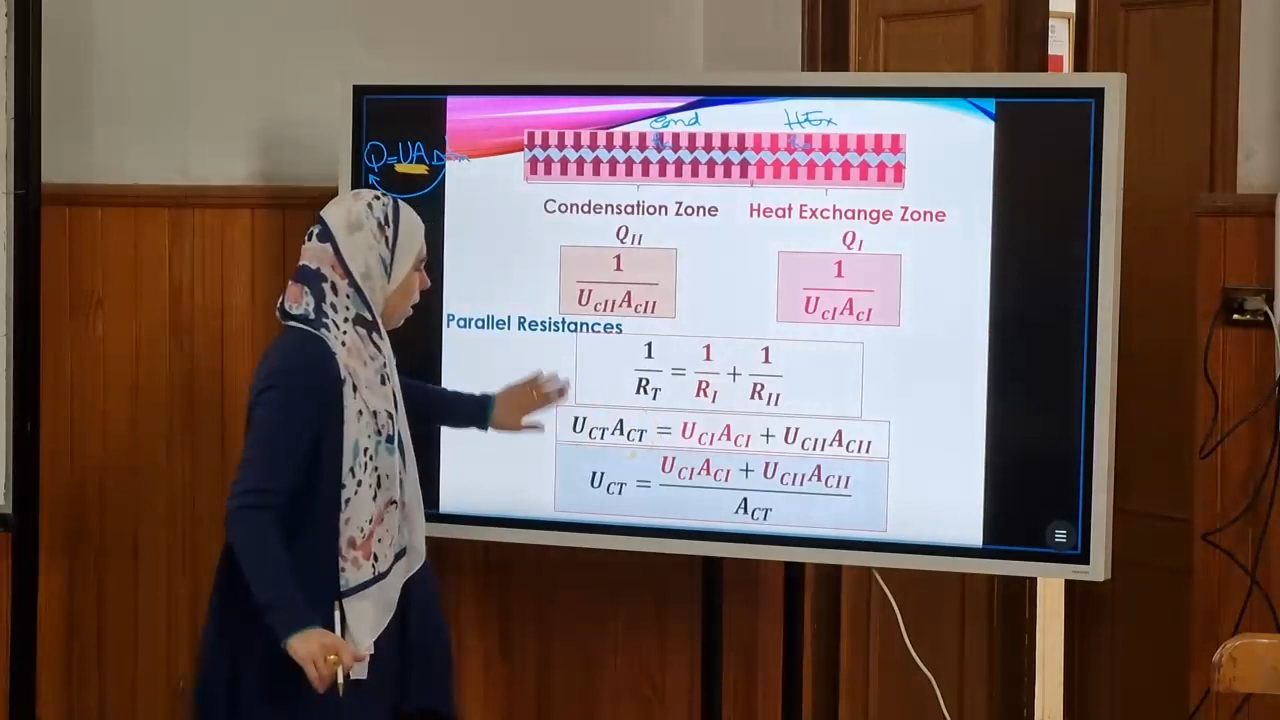 Cond HEx
Q=UA
Condensation Zone Heat Exchange Zone
Q_II Q_I
1/(U_cII A_cII) 1/(U_cI A_cI)
Parallel Resistances
1/R_T = 1/R_I + 1/R_II
U_CT A_CT = U_CI A_CI + U_CII A_CII
U_CT = (U_CI A_CI + U_CII A_CII)/A_CT